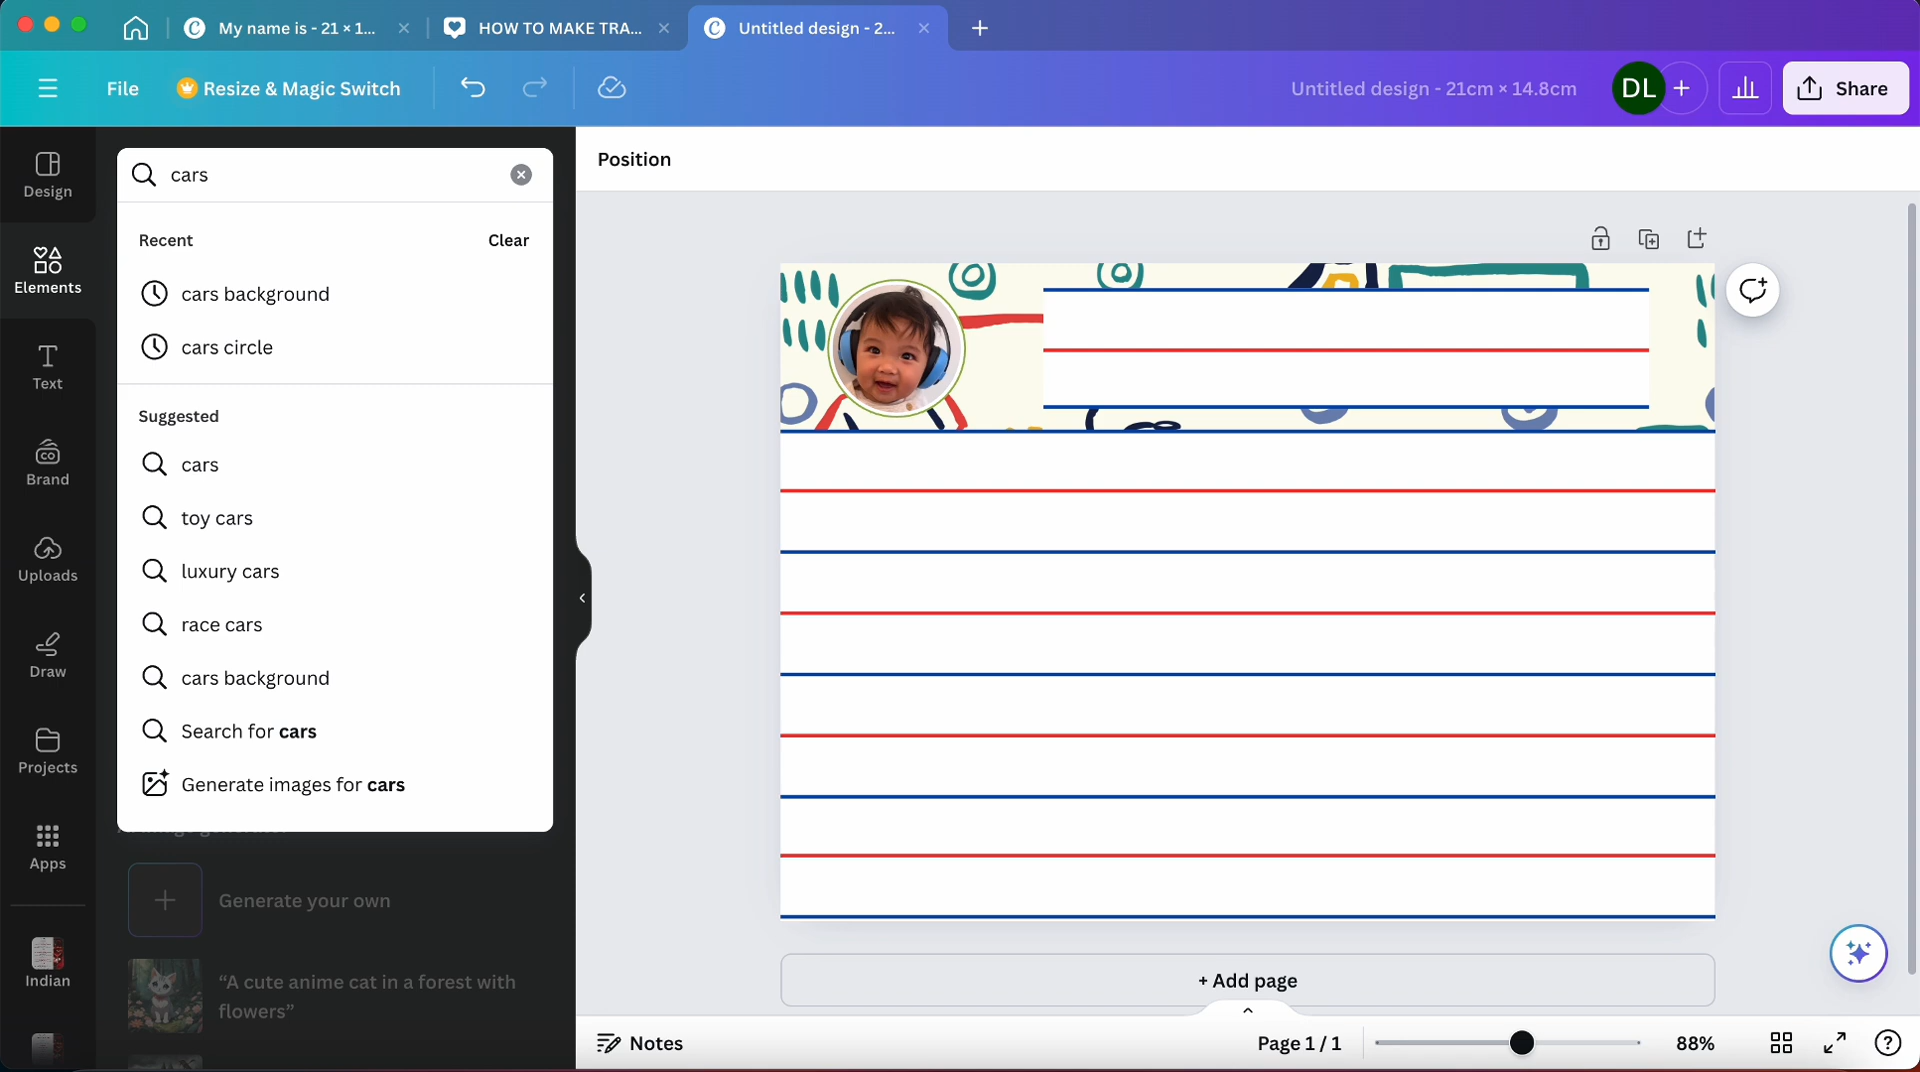 My name is - 21 × 1...
HOW TO MAKE TRA...
Untitled design - 2...
File
Resize & Magic Switch
Untitled design - 21cm × 14.8cm
DL
Share
Design
Elements
Text
Brand
Uploads
Draw
Projects
Apps
Indian
cars
Recent
Clear
cars background
cars circle
Suggested
cars
toy cars
luxury cars
race cars
cars background
Search for cars
Generate images for cars
Generate your own
“A cute anime cat in a forest with
flowers”
Position
+ Add page
Notes
Page 1 / 1
88%